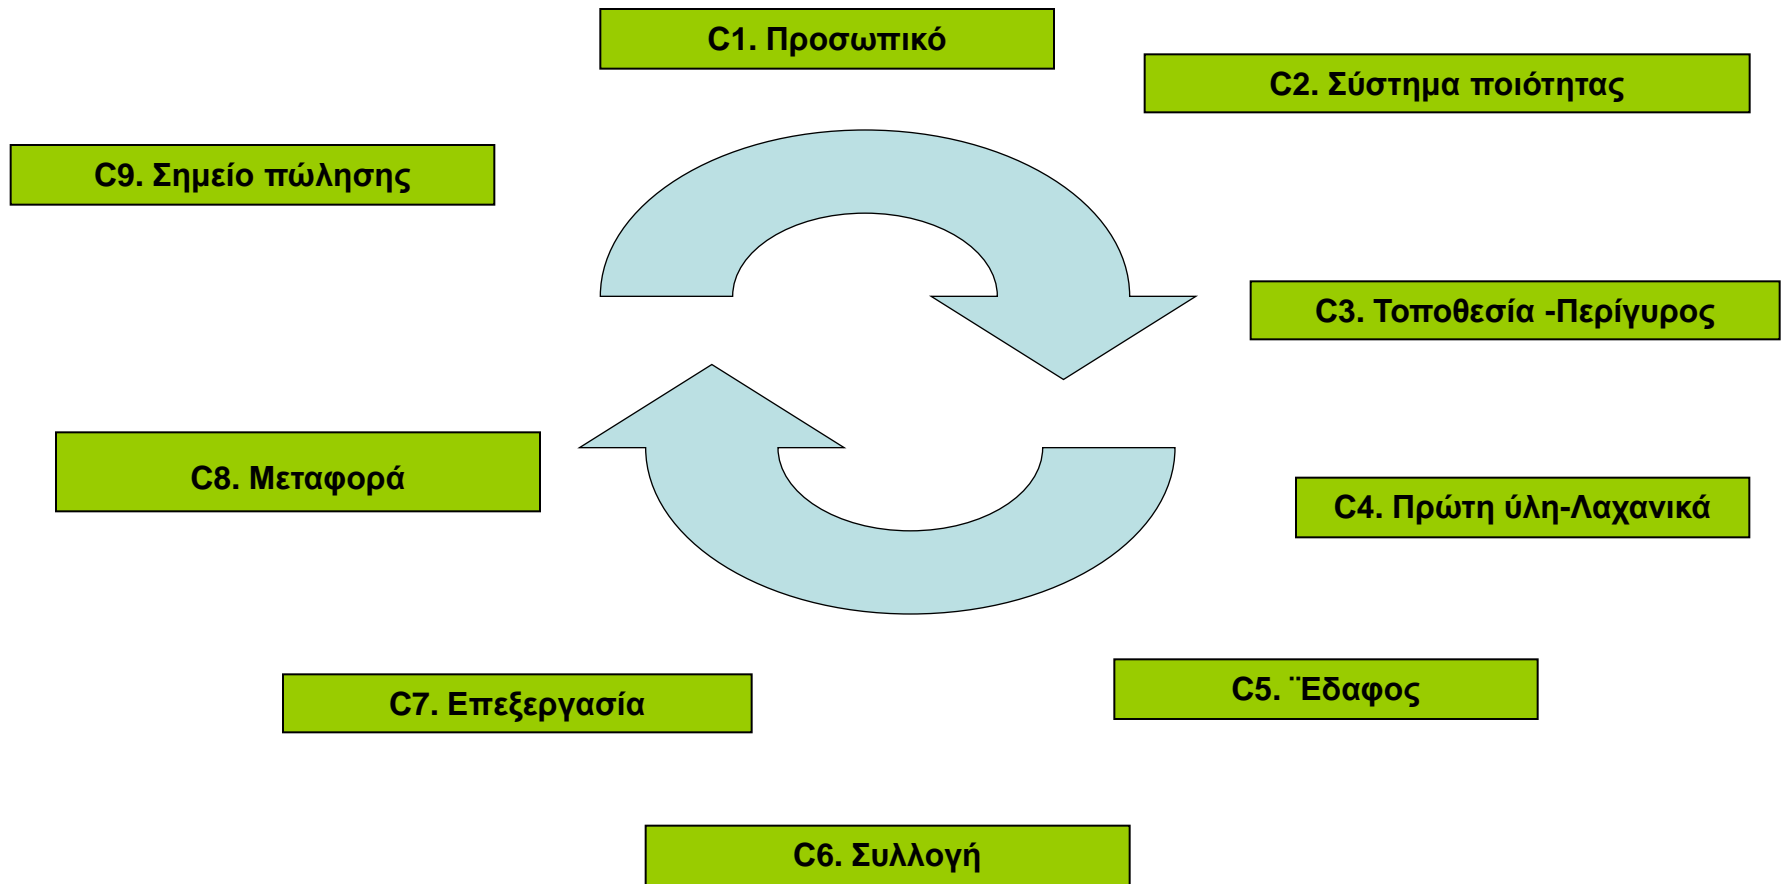 C1. Προσωπικό
C2. Σύστημα ποιότητας
C3. Τοποθεσία -Περίγυρος
C4. Πρώτη ύλη-Λαχανικά
C5. ¨Εδαφος
C6. Συλλογή
C7. Επεξεργασία
C8. Μεταφορά
C9. Σημείο πώλησης